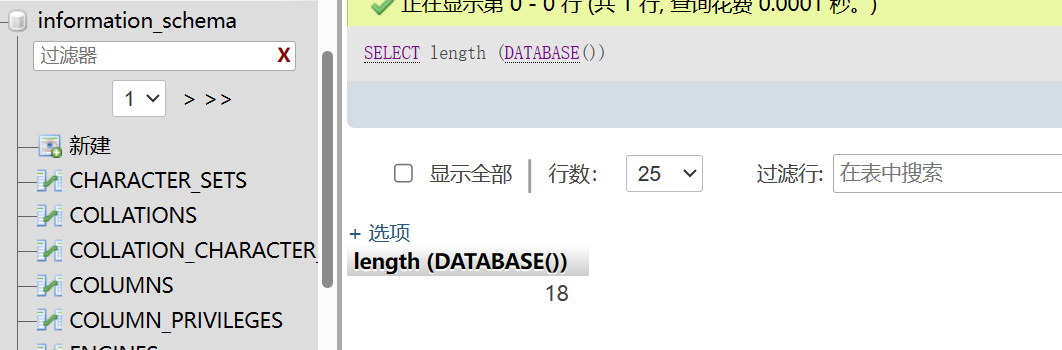 information_schema
过滤器 X
1 > >>
新建
CHARACTER_SETS
COLLATIONS
COLLATION_CHARACTER_
COLUMNS
COLUMN_PRIVILEGES
ENGINES
正在显示第 0 - 0 行 (共 1 行, 查询花费 0.0001 秒。)
SELECT length (DATABASE())
显示全部 | 行数: 25 过滤行: 在表中搜索
+ 选项
length (DATABASE())
18